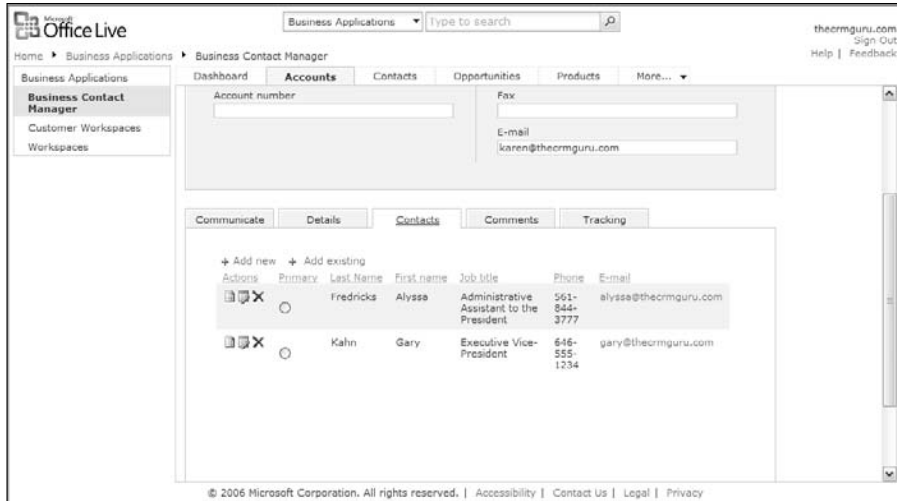 Microsoft
Office Live
Business Applications
Type to search
thecrmguru.com
Sign Out
Help | Feedback
Home ▸ Business Applications ▸ Business Contact Manager
Business Applications
Business Contact
Manager
Customer Workspaces
Workspaces
Dashboard Accounts Contacts Opportunities Products More...
Account number
Fax
E-mail
karen@thecrmguru.com
Communicate Details Contacts Comments Tracking
Add new Add existing
Actions Primary Last Name First name Job title Phone E-mail
Fredricks Alyssa Administrative 561- alyssa@thecrmguru.com
Assistant to the 844-
President 3777
Kahn Gary Executive Vice- 646- gary@thecrmguru.com
President 555-
1234
© 2006 Microsoft Corporation. All rights reserved. | Accessibility | Contact Us | Legal | Privacy